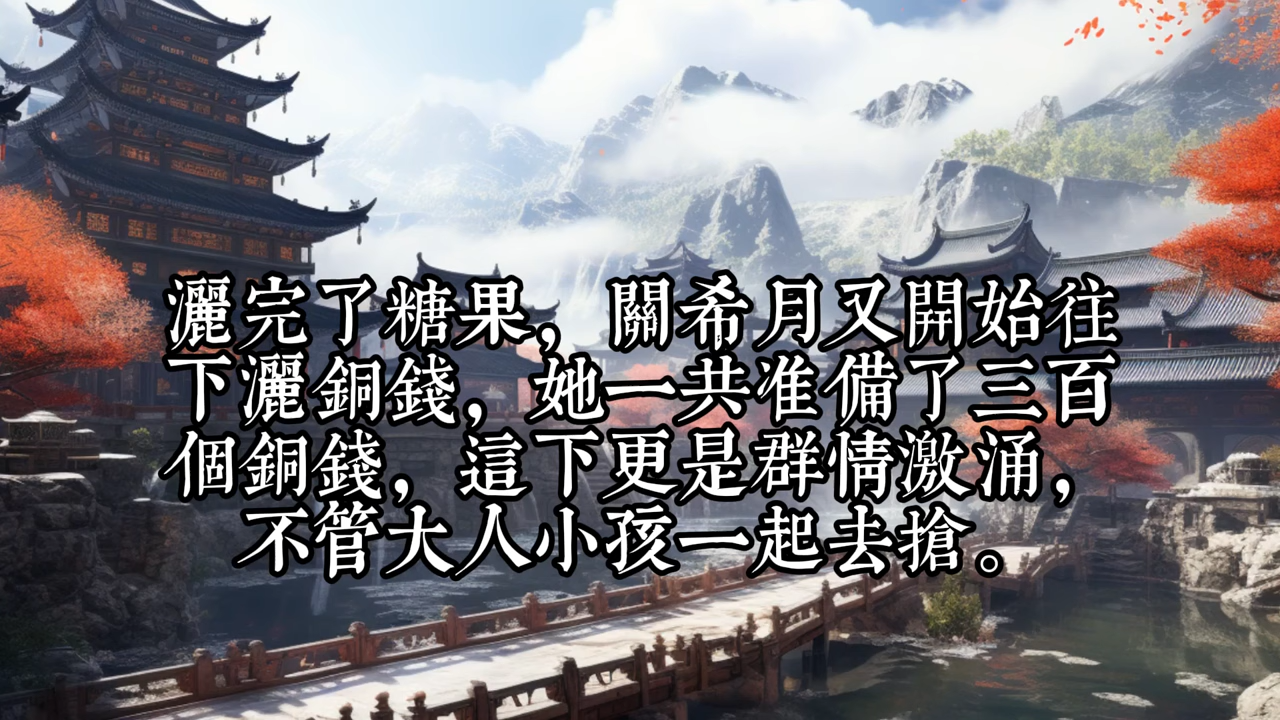 灑完了糖果，關希月又開始往
下灑銅錢，她一共准備了三百
個銅錢，這下更是群情激涌，
不管大人小孩一起去搶。